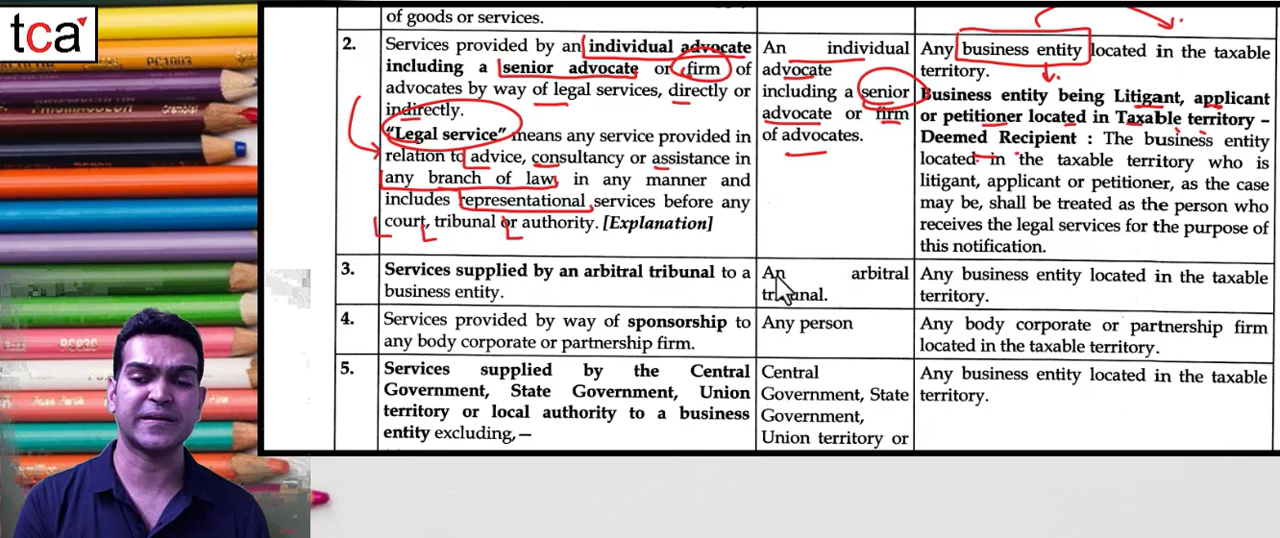 tca
of goods or services.
2.
Services provided by an individual advocate
including a senior advocate or firm of
advocates by way of legal services, directly or
indirectly.
"Legal service" means any service provided in
relation to advice, consultancy or assistance in
any branch of law, in any manner and
includes representational services before any
court, tribunal or authority. [Explanation]
An individual
advocate
including a senior
advocate or firm
of advocates.
Any business entity located in the taxable
territory.
Business entity being Litigant, applicant
or petitioner located in Taxable territory –
Deemed Recipient : The business entity
located in the taxable territory who is
litigant, applicant or petitioner, as the case
may be, shall be treated as the person who
receives the legal services for the purpose of
this notification.
3.
Services supplied by an arbitral tribunal to a
business entity.
An arbitral
tribunal.
Any business entity located in the taxable
territory.
4.
Services provided by way of sponsorship to
any body corporate or partnership firm.
Any person
Any body corporate or partnership firm
located in the taxable territory.
5.
Services supplied by the Central
Government, State Government, Union
territory or local authority to a business
entity excluding,—
Central
Government, State
Government,
Union territory or
Any business entity located in the taxable
territory.